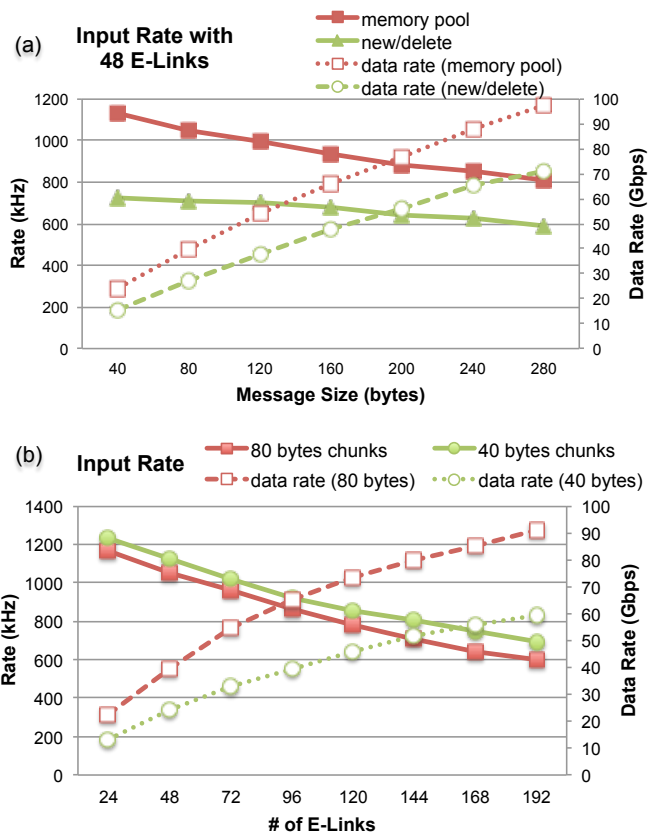 (a)
Input Rate with
48 E-Links
memory pool
new/delete
data rate (memory pool)
data rate (new/delete)
1200
1000
800
600
400
200
0
Rate (kHz)
100
90
80
70
60
50
40
30
20
10
0
Data Rate (Gbps)
40 80 120 160 200 240 280
Message Size (bytes)
(b)
Input Rate
80 bytes chunks
40 bytes chunks
data rate (80 bytes)
data rate (40 bytes)
1400
1200
1000
800
600
400
200
0
Rate (kHz)
100
90
80
70
60
50
40
30
20
10
0
Data Rate (Gbps)
24 48 72 96 120 144 168 192
# of E-Links